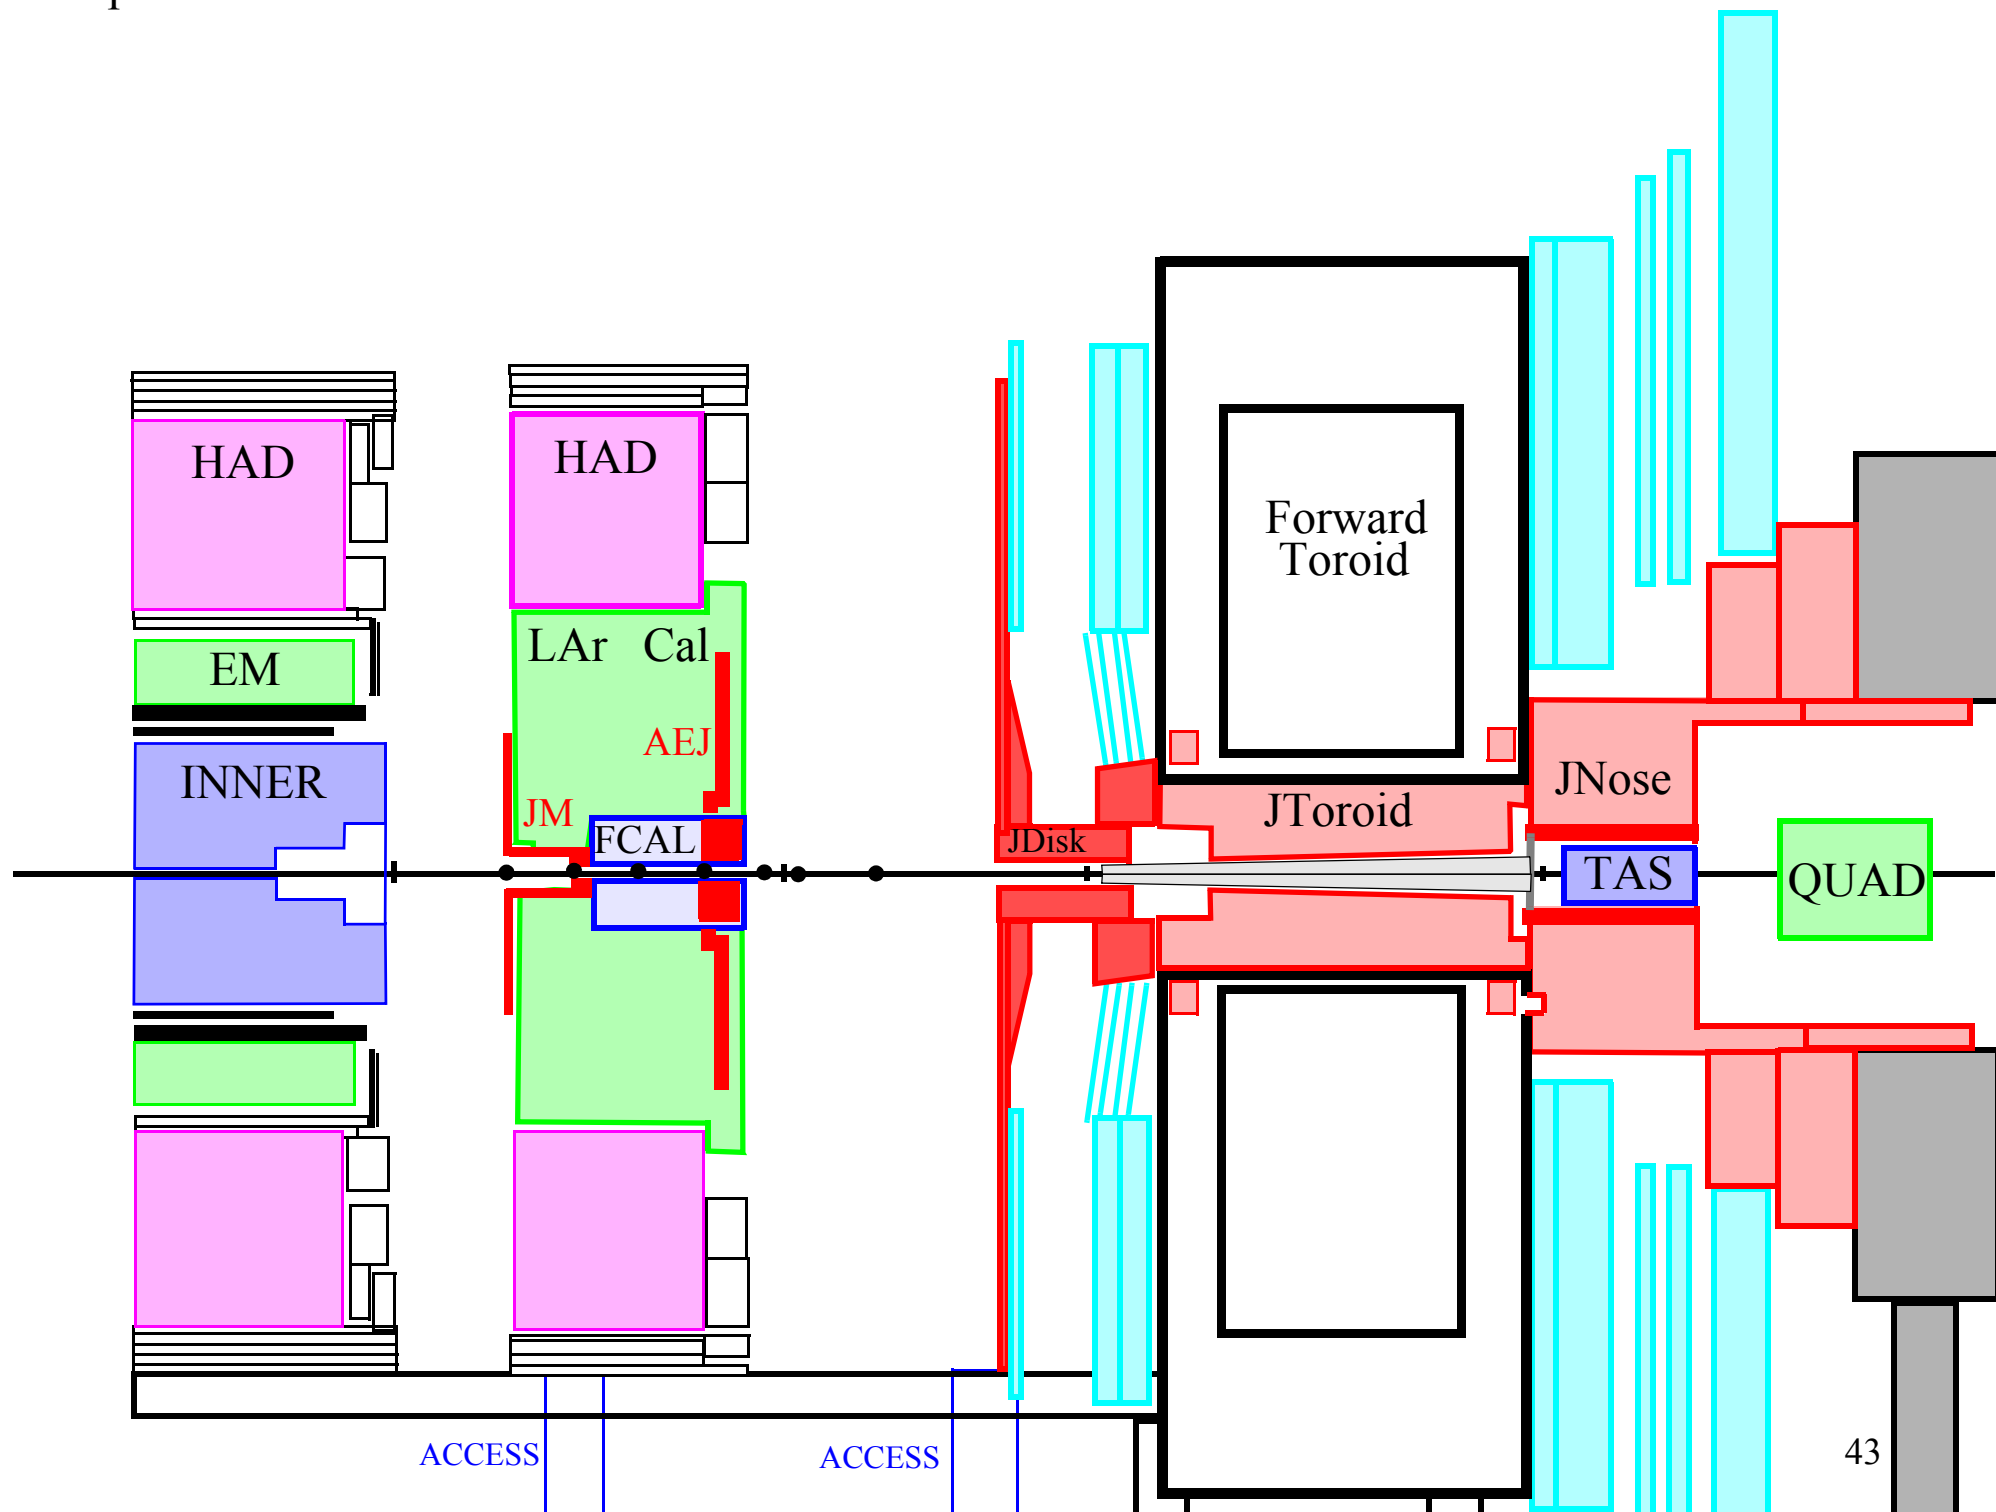 HAD
HAD
Forward
Toroid
LAr Cal
EM
AEJ
INNER
JNose
JM
JToroid
FCAL
JDisk
TAS
QUAD
ACCESS
ACCESS
43